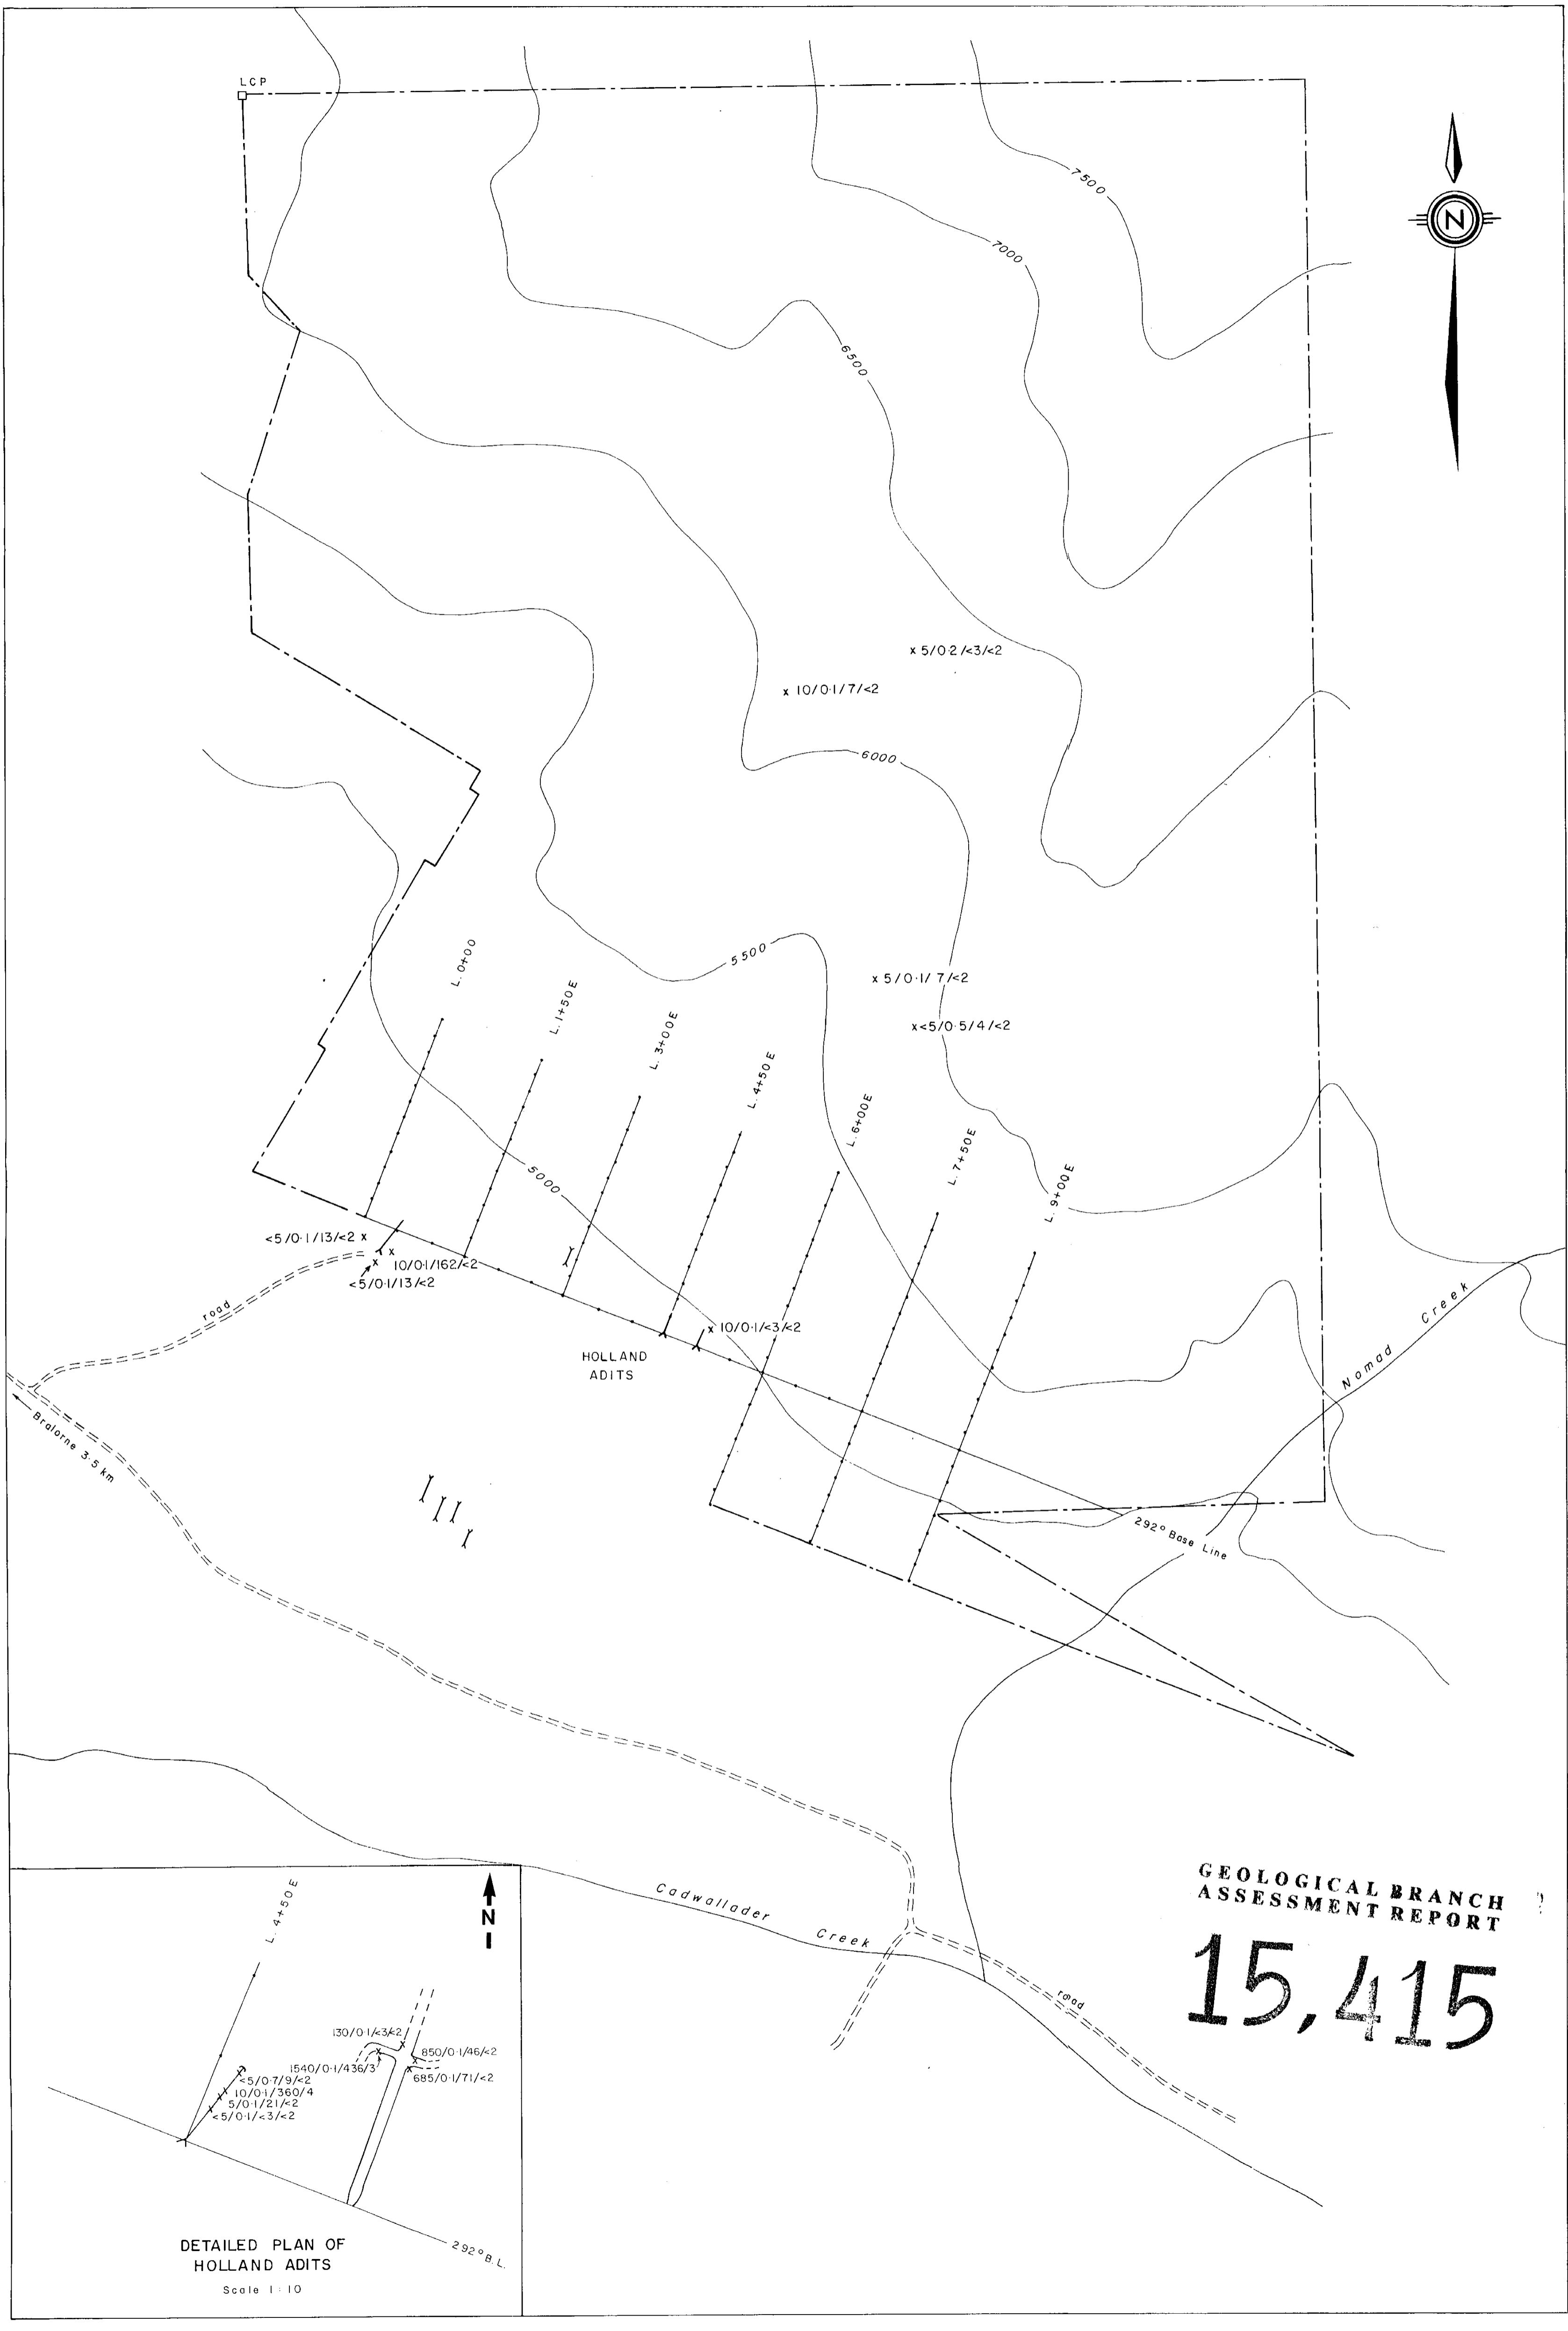 LCP
N
7500
7000
6500
x 5/0·2/<3/<2
x 10/0·1/7/<2
6000
5500
x 5/0·1/7/<2
x<5/0·5/4/<2
L. 0+00
L. 1+50E
L. 3+00E
L. 4+50E
L. 6+00E
L. 7+50E
L. 9+00E
5000
<5/0·1/13/<2 x
x 10/0·1/162/<2
x <5/0·1/13/<2
road
x 10/0·1/<3/<2
HOLLAND
ADITS
Nomad Creek
Bralorne 3·5 km
292° Base Line
Cadwallader Creek
road
GEOLOGICAL BRANCH
ASSESSMENT REPORT
15,415
N
L. 4+50E
130/0·1/<3/<2
850/0·1/46/<2
1540/0·1/436/3
685/0·1/71/<2
<5/0·7/9/<2
10/0·1/360/4
5/0·1/21/<2
<5/0·1/<3/<2
292° B.L.
DETAILED PLAN OF
HOLLAND ADITS
Scale 1:10